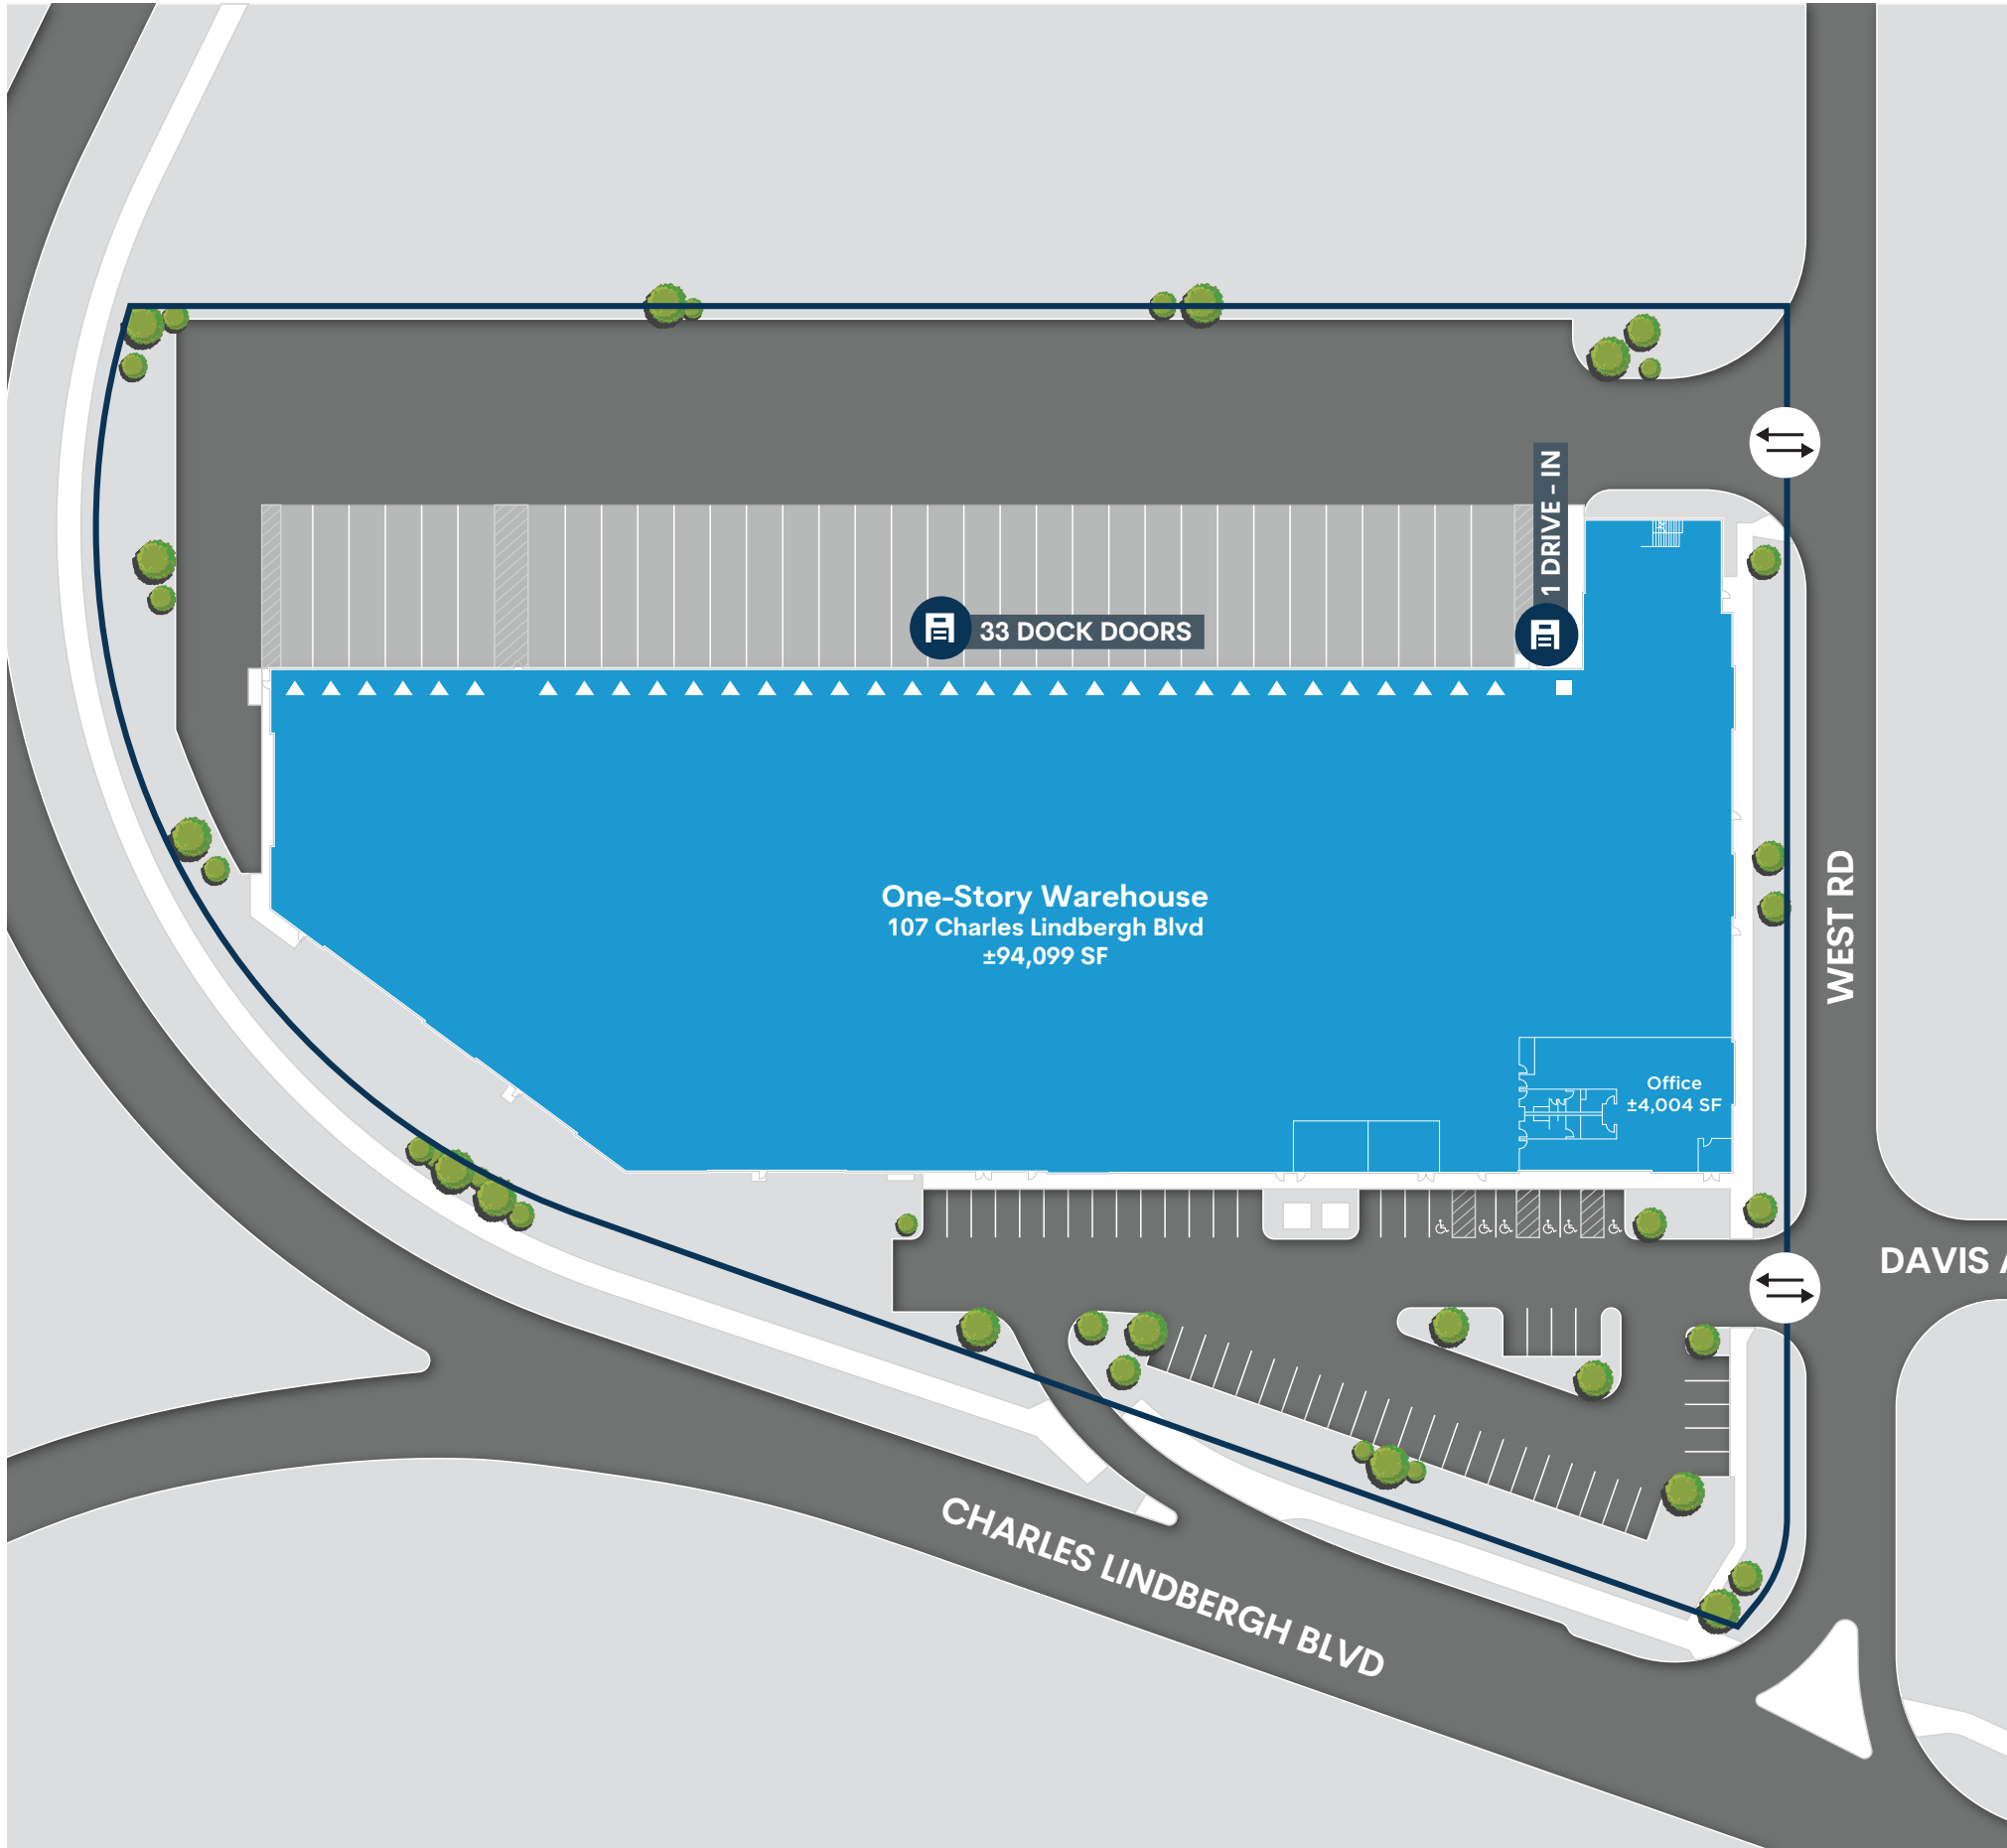 1 DRIVE - IN
33 DOCK DOORS
One-Story Warehouse
107 Charles Lindbergh Blvd
±94,099 SF
WEST RD
Office
±4,004 SF
DAVIS A
CHARLES LINDBERGH BLVD